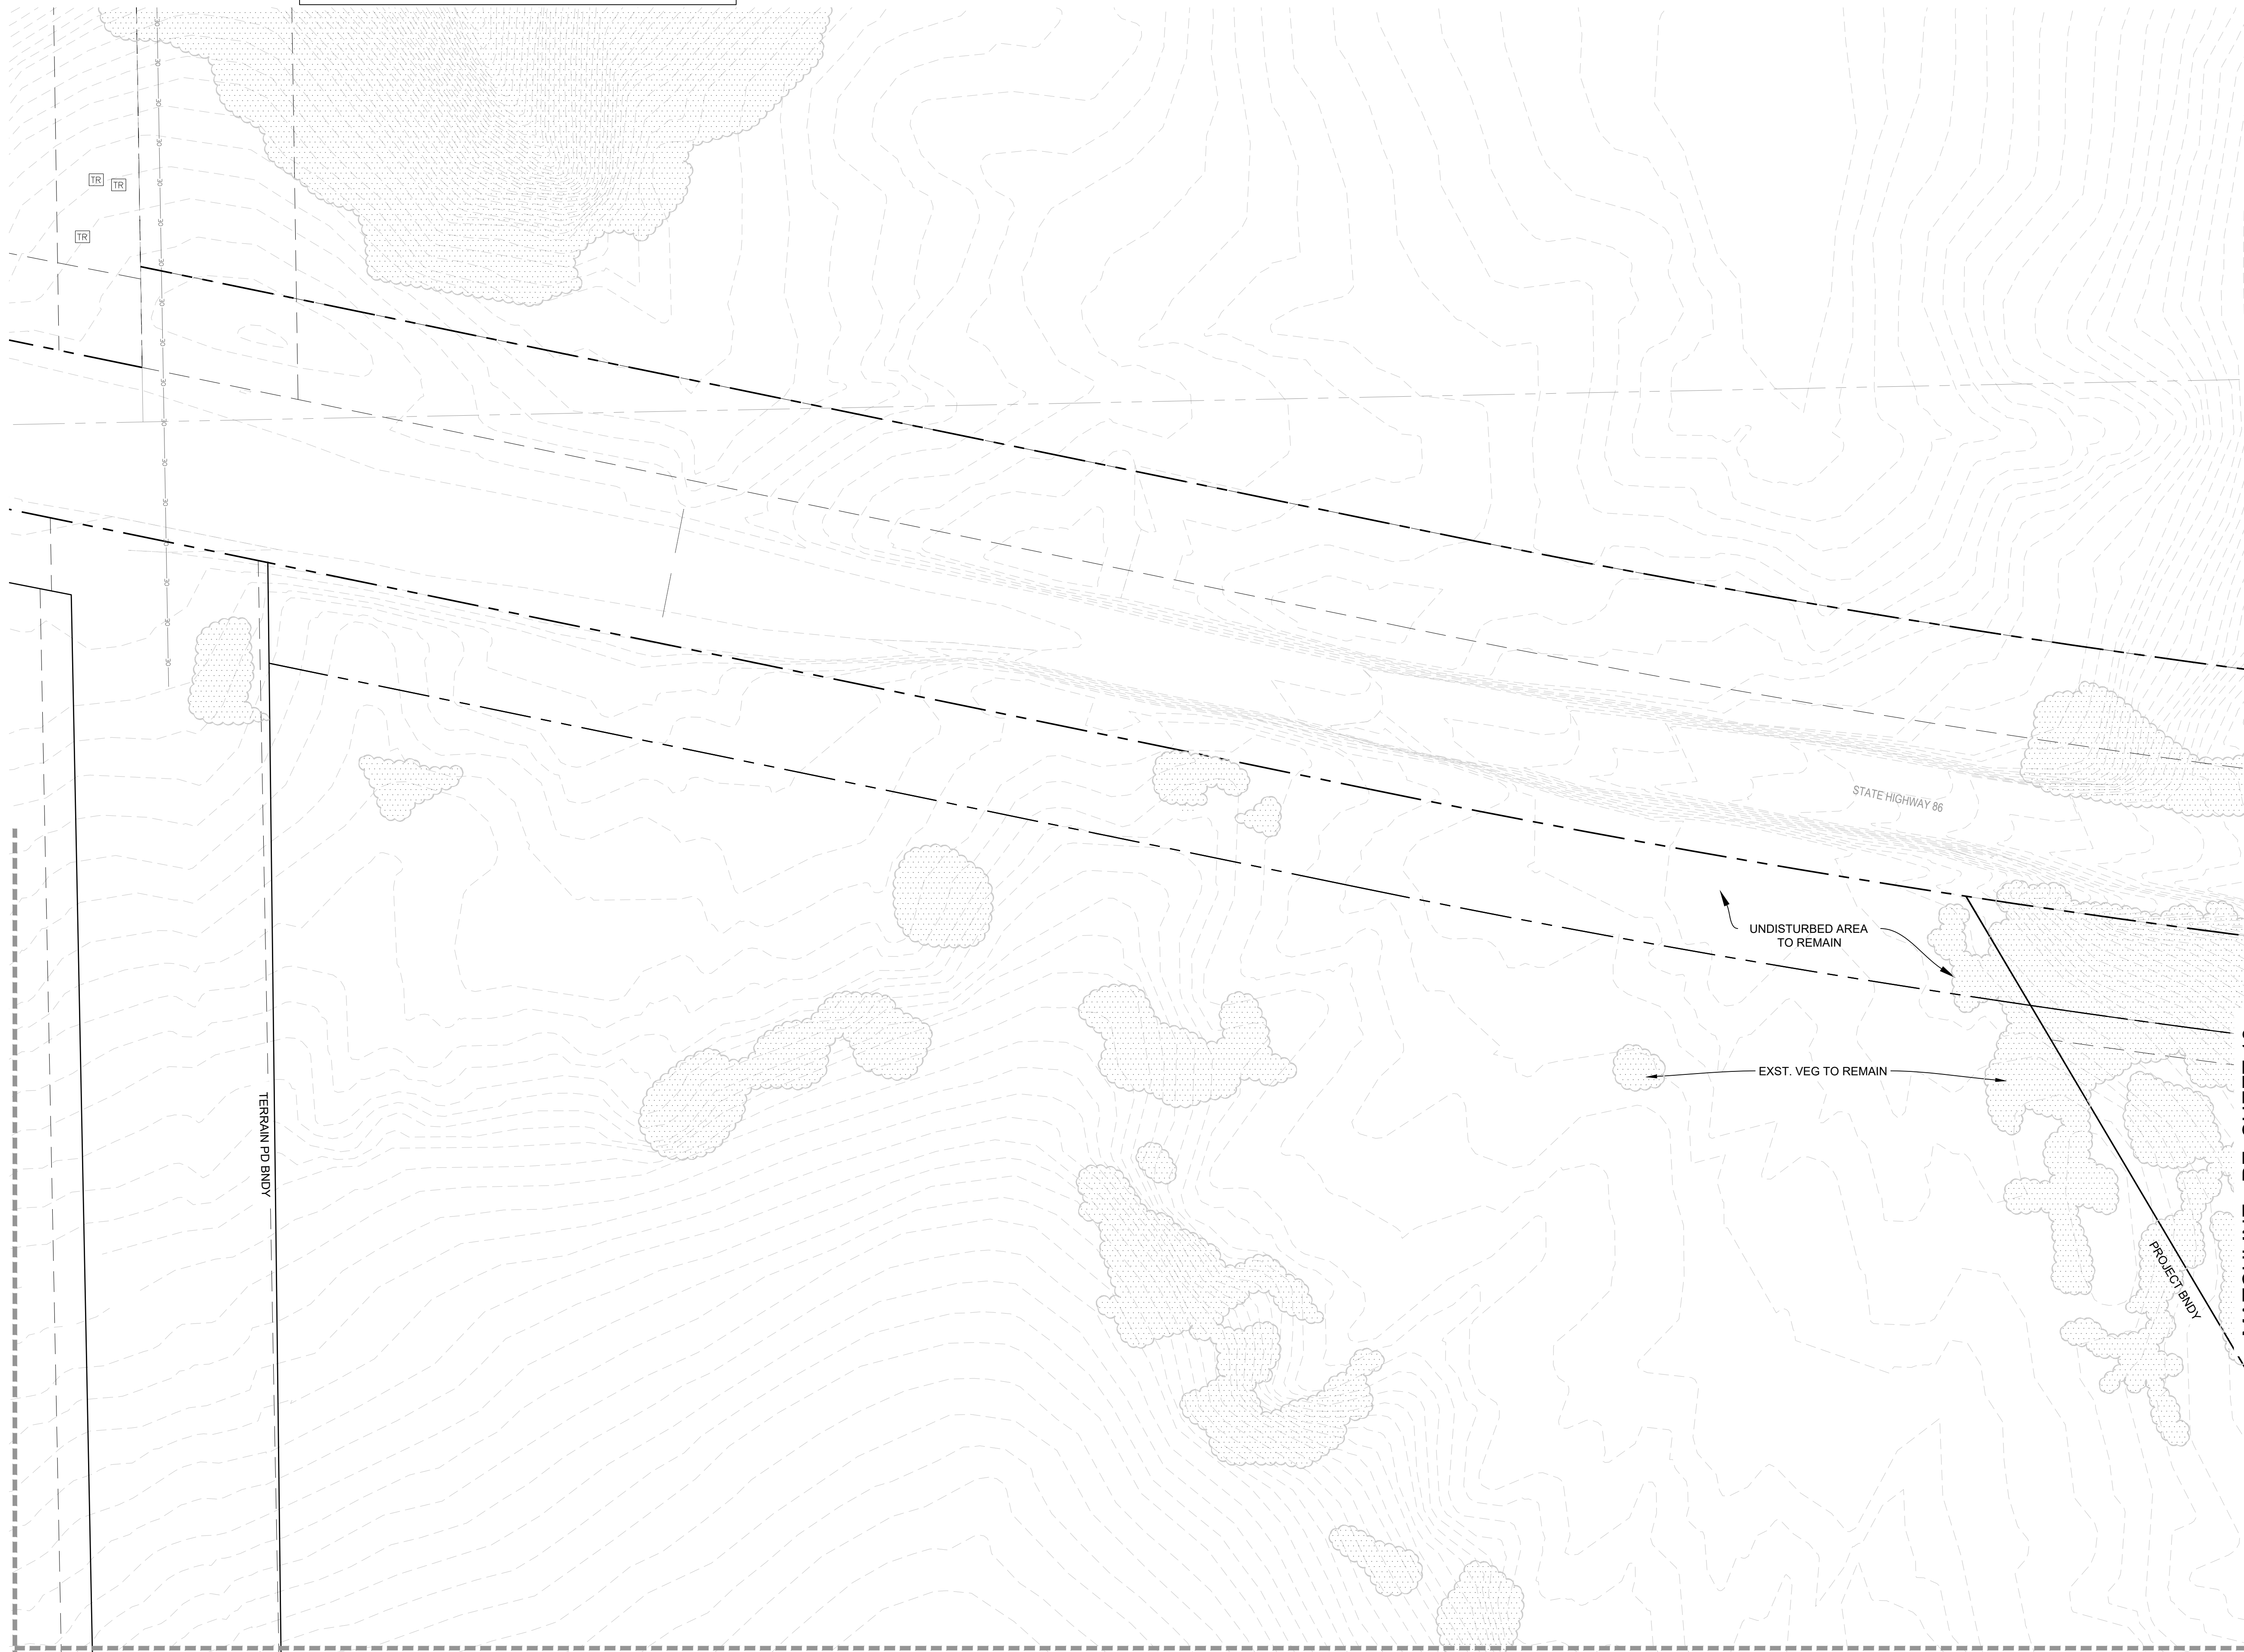 TR
TR
TR
STATE HIGHWAY 86
UNDISTURBED AREA
TO REMAIN
EXST. VEG TO REMAIN
TERRAIN PD BNDY
PROJECT BNDY